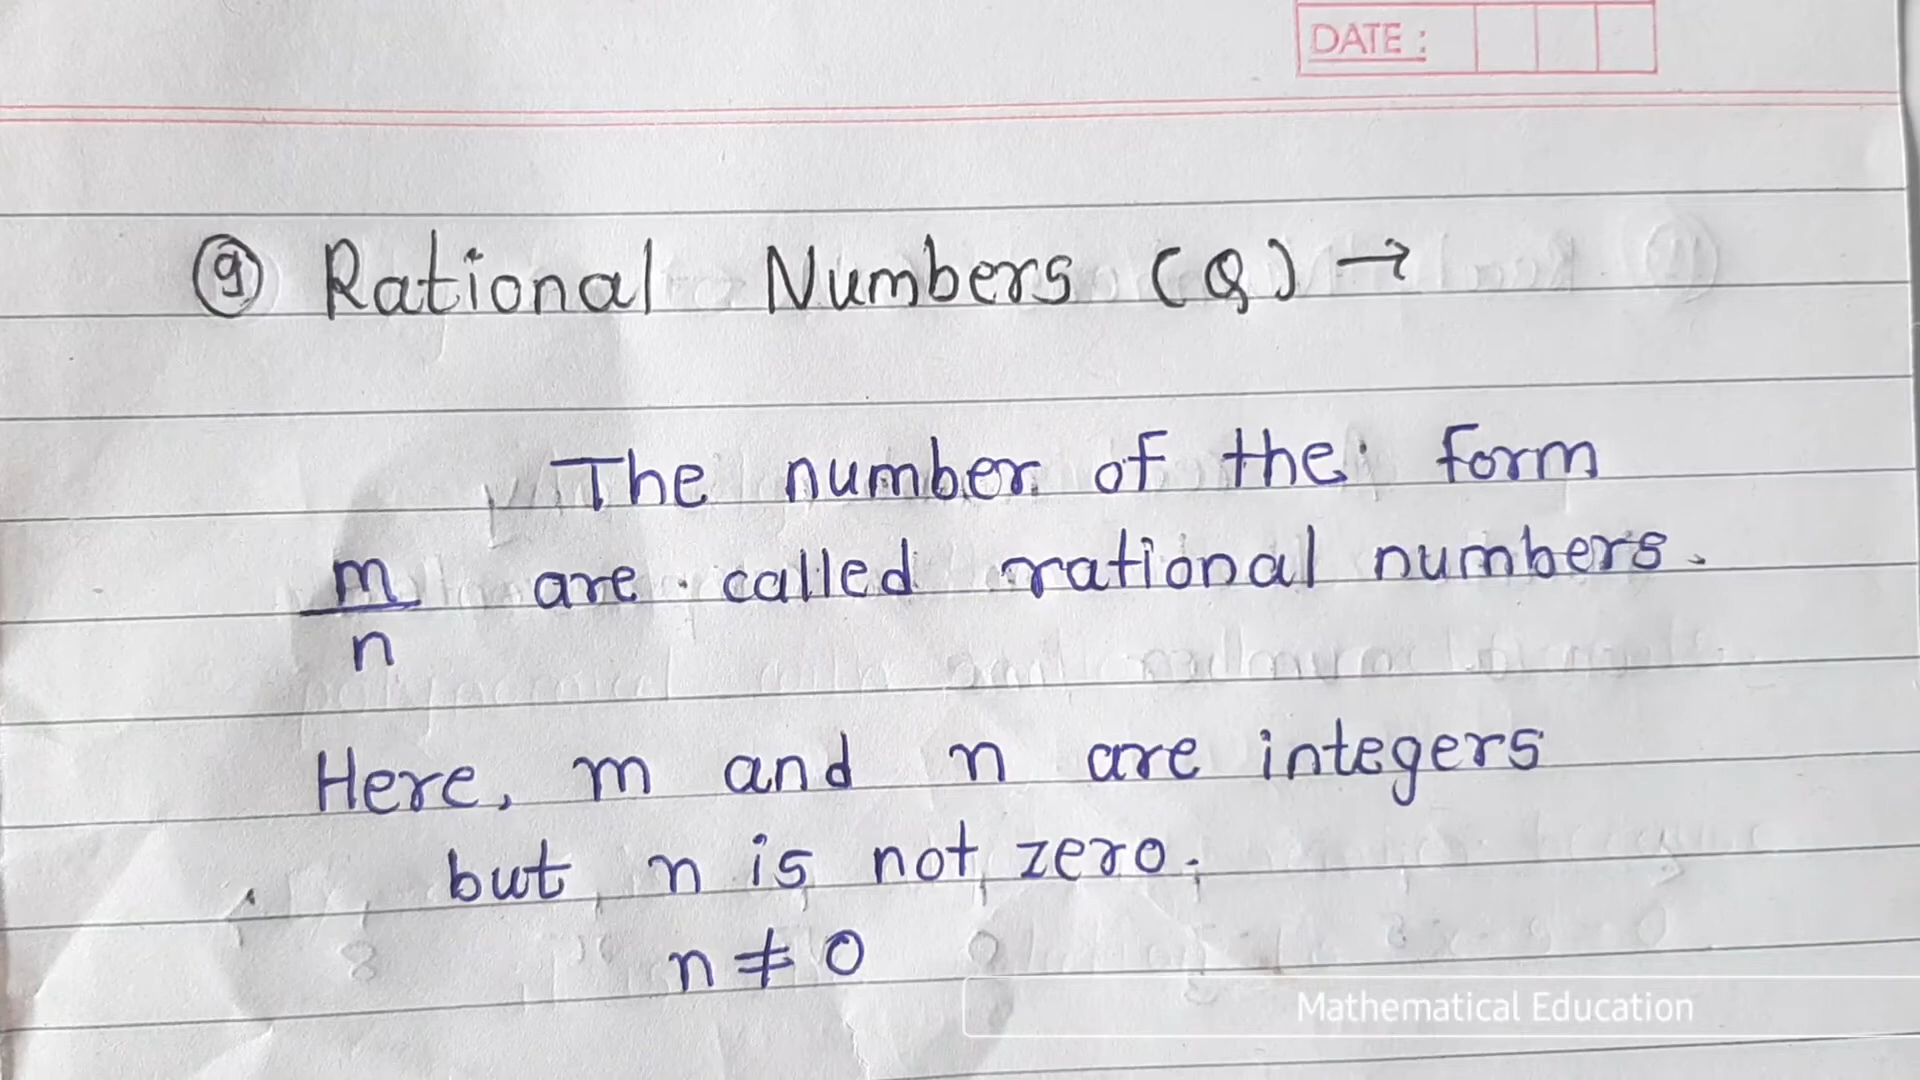 DATE :
⑨ Rational Numbers (Q) →
The number of the form
m/n are called rational numbers.
Here, m and n are integers
but n is not zero.
n ≠ 0
Mathematical Education